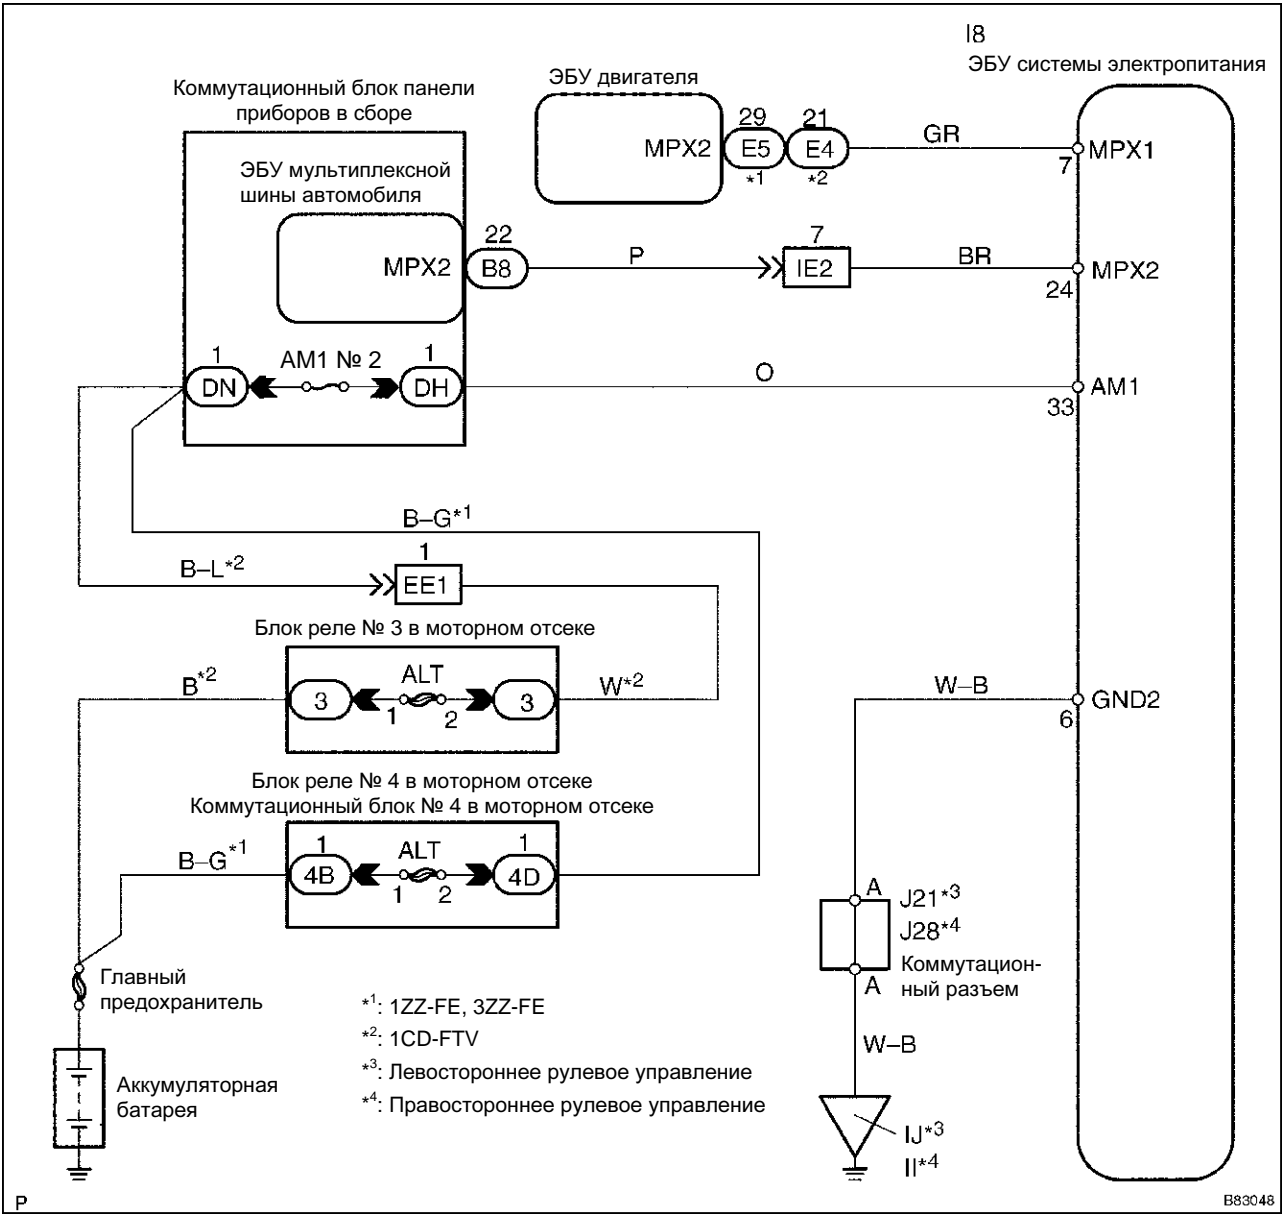 I8
ЭБУ системы электропитания
ЭБУ двигателя
Коммутационный блок панели
приборов в сборе
29
21
MPX2
E5
E4
GR
MPX1
*1
*2
7
ЭБУ мультиплексной
шины автомобиля
22
7
MPX2
B8
P
IE2
BR
MPX2
24
1
AM1 № 2
1
DN
DH
O
AM1
33
B–G*1
1
B–L*2
EE1
Блок реле № 3 в моторном отсеке
B*2
ALT
W*2
3
1
2
3
W–B
GND2
6
Блок реле № 4 в моторном отсеке
Коммутационный блок № 4 в моторном отсеке
B–G*1
1
ALT
1
4B
1
2
4D
A
J21*3
J28*4
Коммутацион-
ный разъем
A
Главный
предохранитель
*1: 1ZZ-FE, 3ZZ-FE
*2: 1CD-FTV
*3: Левостороннее рулевое управление
*4: Правостороннее рулевое управление
W–B
Аккумуляторная
батарея
IJ*3
II*4
P
B83048